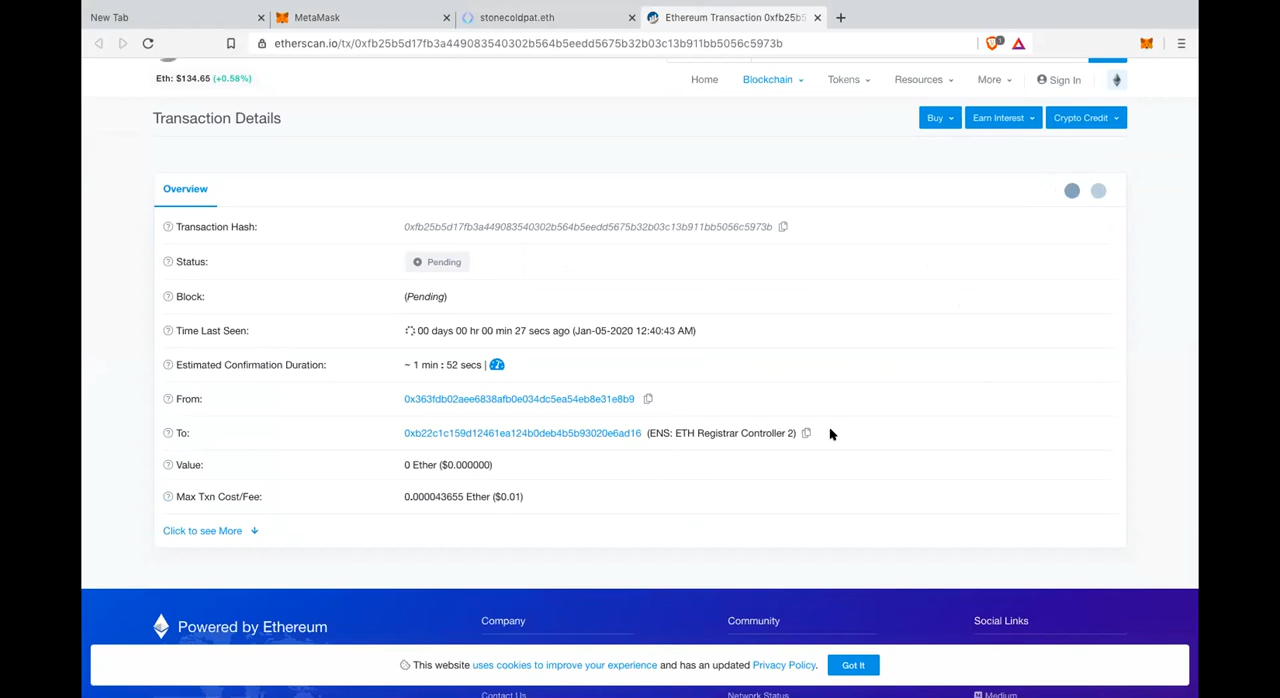 New Tab
MetaMask
stonecoldpat.eth
Ethereum Transaction 0xfb25b5
etherscan.io/tx/0xfb25b5d17fb3a449083540302b564b5eedd5675b32b03c13b911bb5056c5973b
Eth: $134.65 (+0.58%)
Home Blockchain Tokens Resources More Sign In
Transaction Details
Buy Earn Interest Crypto Credit
Overview
Transaction Hash: 0xfb25b5d17fb3a449083540302b564b5eedd5675b32b03c13b911bb5056c5973b
Status: Pending
Block: (Pending)
Time Last Seen: 00 days 00 hr 00 min 27 secs ago (Jan-05-2020 12:40:43 AM)
Estimated Confirmation Duration: ~ 1 min : 52 secs |
From: 0x363fdb02aee6838afb0e034dc5ea54eb8e31e8b9
To: 0xb22c1c159d12461ea124b0deb4b5b93020e6ad16 (ENS: ETH Registrar Controller 2)
Value: 0 Ether ($0.000000)
Max Txn Cost/Fee: 0.000043655 Ether ($0.01)
Click to see More
Powered by Ethereum
Company
Community
Social Links
This website uses cookies to improve your experience and has an updated Privacy Policy. Got It
Contact Us
Network Status
Medium